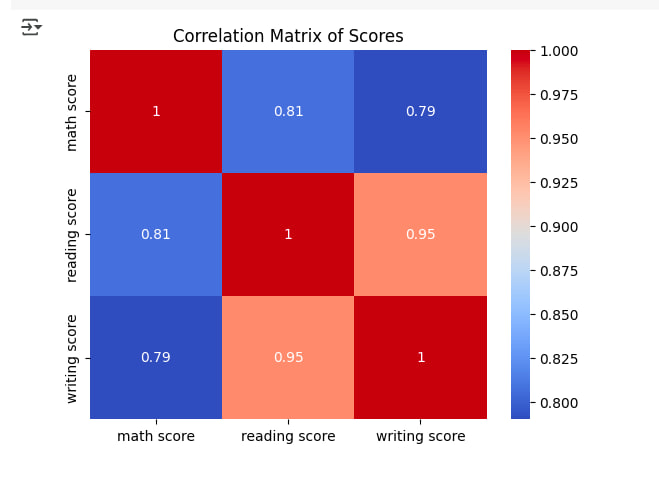 Correlation Matrix of Scores
math score
1
0.81
0.79
reading score
0.81
1
0.95
writing score
0.79
0.95
1
math score
reading score
writing score
1.000
0.975
0.950
0.925
0.900
0.875
0.850
0.825
0.800